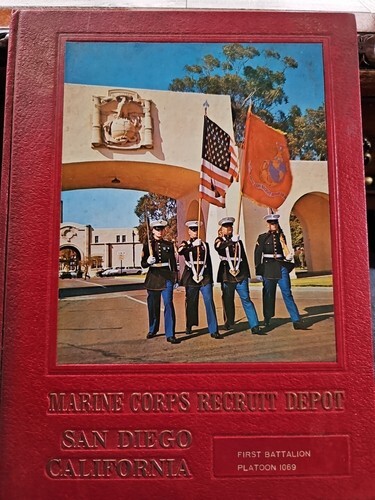 MARINE CORPS RECRUIT DEPOT
SAN DIEGO
CALIFORNIA
FIRST BATTALION
PLATOON 1069